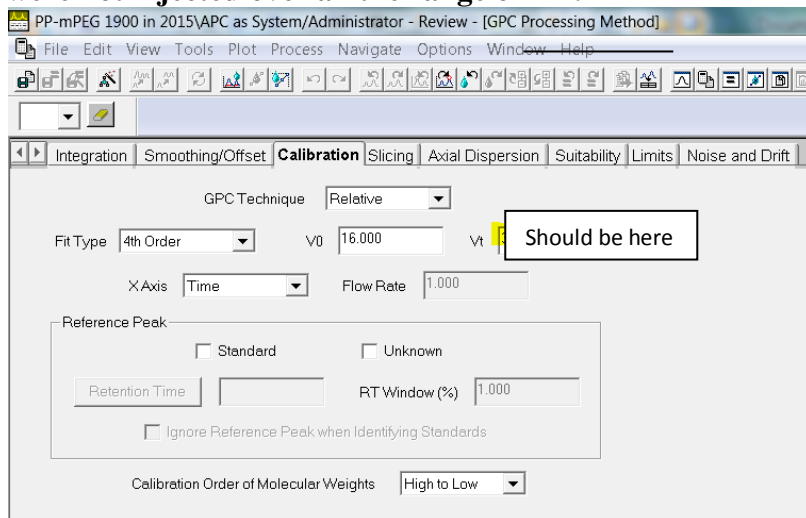 PP-mPEG 1900 in 2015\APC as System/Administrator - Review - [GPC Processing Method]
File Edit View Tools Plot Process Navigate Options Window Help
Integration Smoothing/Offset Calibration Slicing Axial Dispersion Suitability Limits Noise and Drift
GPC Technique Relative
Fit Type 4th Order V0 16.000 Vt Should be here
X Axis Time Flow Rate 1.000
Reference Peak
Standard Unknown
Retention Time RT Window (%) 1.000
Ignore Reference Peak when Identifying Standards
Calibration Order of Molecular Weights High to Low